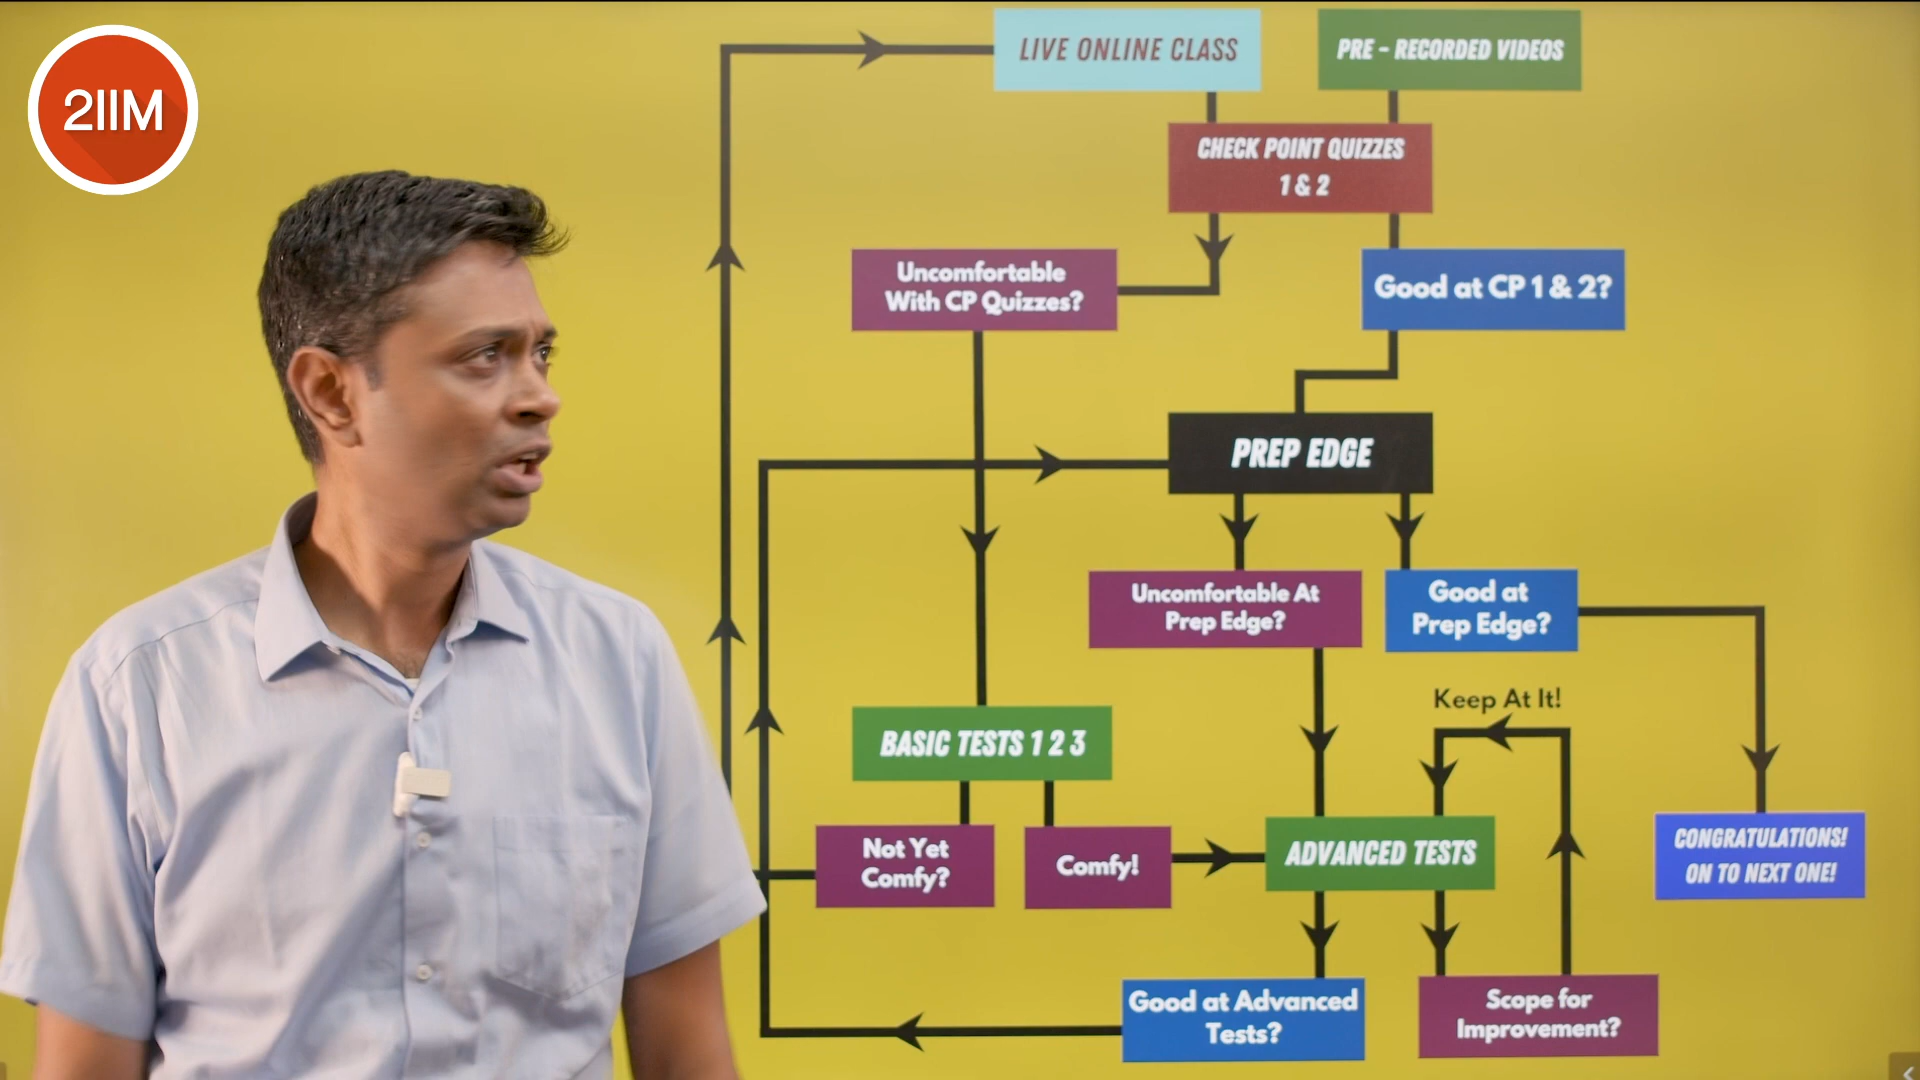 2IIM
LIVE ONLINE CLASS
PRE - RECORDED VIDEOS
CHECK POINT QUIZZES
1 & 2
Uncomfortable
With CP Quizzes?
Good at CP 1 & 2?
PREP EDGE
Uncomfortable At
Prep Edge?
Good at
Prep Edge?
Keep At It!
BASIC TESTS 1 2 3
Not Yet
Comfy?
Comfy!
ADVANCED TESTS
CONGRATULATIONS!
ON TO NEXT ONE!
Good at Advanced
Tests?
Scope for
Improvement?